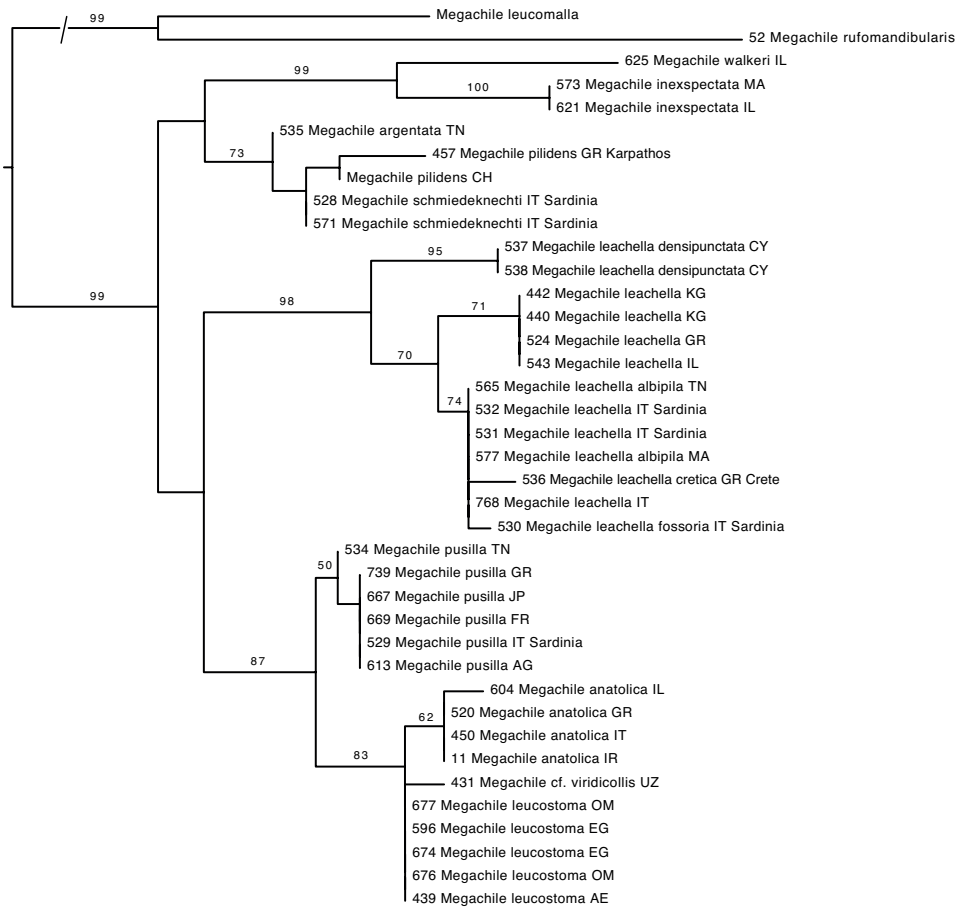 99
Megachile leucomalla
52 Megachile rufomandibularis
625 Megachile walkeri IL
99
573 Megachile inexspectata MA
100
621 Megachile inexspectata IL
535 Megachile argentata TN
73
457 Megachile pilidens GR Karpathos
Megachile pilidens CH
528 Megachile schmiedeknechti IT Sardinia
571 Megachile schmiedeknechti IT Sardinia
537 Megachile leachella densipunctata CY
95
538 Megachile leachella densipunctata CY
99
98
442 Megachile leachella KG
71
440 Megachile leachella KG
524 Megachile leachella GR
70
543 Megachile leachella IL
565 Megachile leachella albipila TN
74
532 Megachile leachella IT Sardinia
531 Megachile leachella IT Sardinia
577 Megachile leachella albipila MA
536 Megachile leachella cretica GR Crete
768 Megachile leachella IT
530 Megachile leachella fossoria IT Sardinia
534 Megachile pusilla TN
50
739 Megachile pusilla GR
667 Megachile pusilla JP
669 Megachile pusilla FR
529 Megachile pusilla IT Sardinia
87
613 Megachile pusilla AG
604 Megachile anatolica IL
62
520 Megachile anatolica GR
450 Megachile anatolica IT
83
11 Megachile anatolica IR
431 Megachile cf. viridicollis UZ
677 Megachile leucostoma OM
596 Megachile leucostoma EG
674 Megachile leucostoma EG
676 Megachile leucostoma OM
439 Megachile leucostoma AE